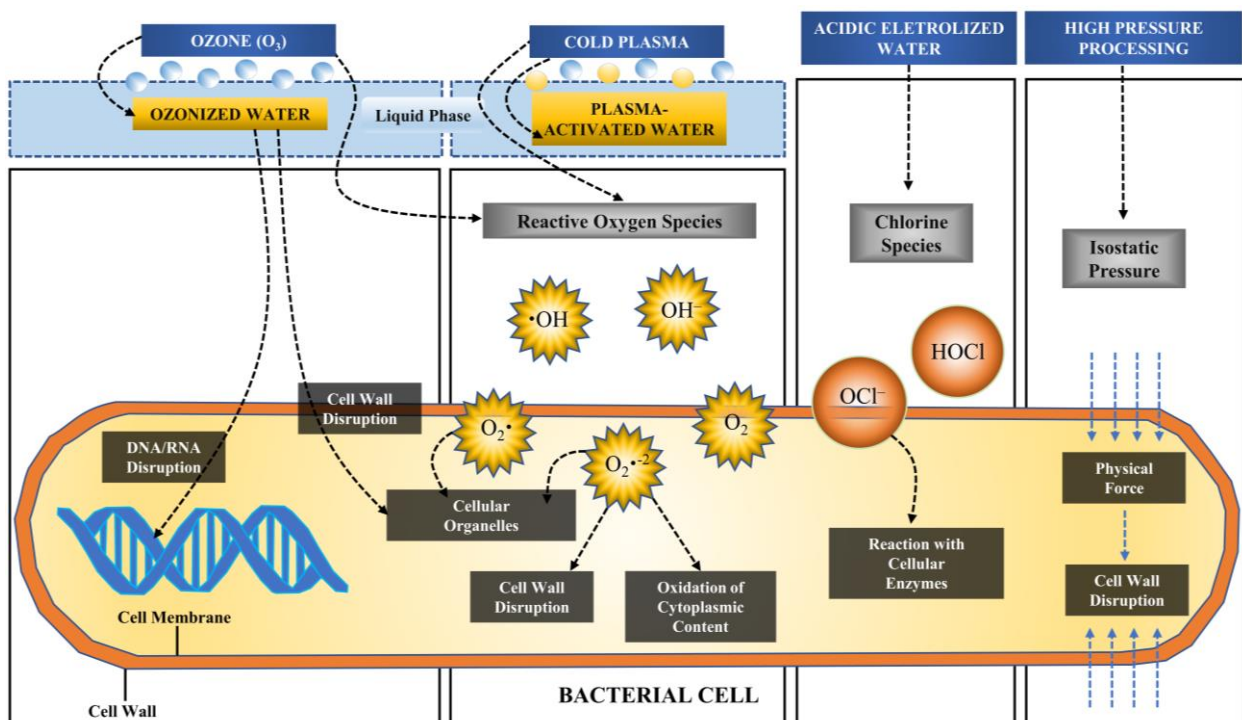 OZONE (O₃)
COLD PLASMA
ACIDIC ELETROLIZED
WATER
HIGH PRESSURE
PROCESSING
OZONIZED WATER
Liquid Phase
PLASMA-
ACTIVATED WATER
Reactive Oxygen Species
Chlorine
Species
Isostatic
Pressure
•OH
OH⁻
HOCl
OCl⁻
Cell Wall
Disruption
O₂•
O₂
O₂•⁻²
DNA/RNA
Disruption
Physical
Force
Cellular
Organelles
Reaction with
Cellular
Enzymes
Cell Wall
Disruption
Oxidation of
Cytoplasmic
Content
Cell Wall
Disruption
Cell Membrane
Cell Wall
BACTERIAL CELL